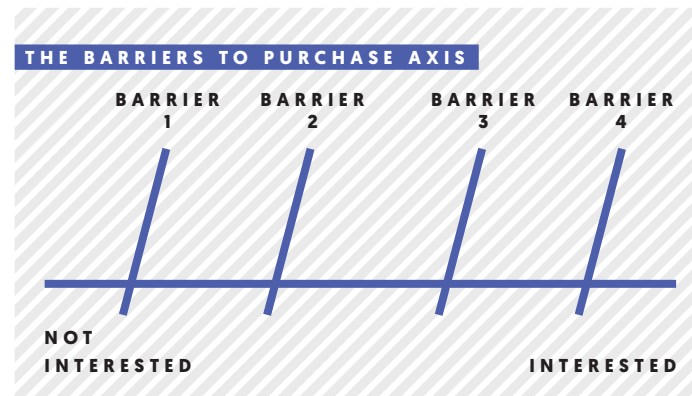 THE BARRIERS TO PURCHASE AXIS
BARRIER 1
BARRIER 2
BARRIER 3
BARRIER 4
NOT
INTERESTED
INTERESTED